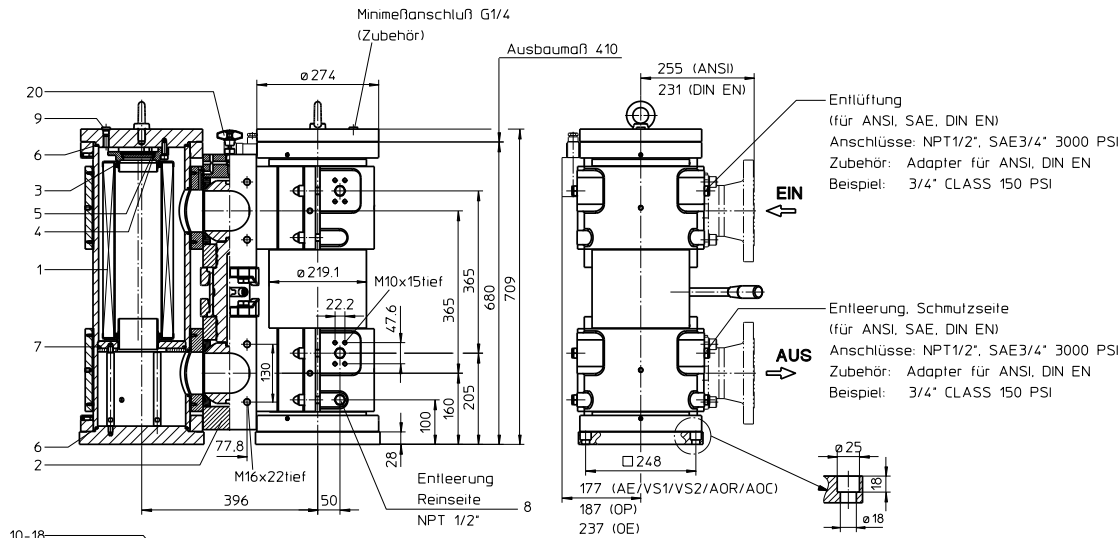 Minimeßanschluß G1/4
(Zubehör)
Ausbaumaß 410
ø274
255 (ANSI)
231 (DIN EN)
20
9
6
3
5
4
1
7
6
2
Entlüftung
(für ANSI, SAE, DIN EN)
Anschlüsse: NPT1/2", SAE3/4" 3000 PSI
Zubehör: Adapter für ANSI, DIN EN
Beispiel: 3/4" CLASS 150 PSI
EIN
ø219.1
M10x15tief
22.2
47.6
365
365
680
709
130
100
160
205
28
Entleerung, Schmutzseite
(für ANSI, SAE, DIN EN)
Anschlüsse: NPT1/2", SAE3/4" 3000 PSI
Zubehör: Adapter für ANSI, DIN EN
Beispiel: 3/4" CLASS 150 PSI
AUS
77.8
M16x22tief
396
50
Entleerung
Reinseite
NPT 1/2"
8
□248
177 (AE/VS1/VS2/AOR/AOC)
187 (OP)
237 (OE)
ø25
18
ø18
10-18